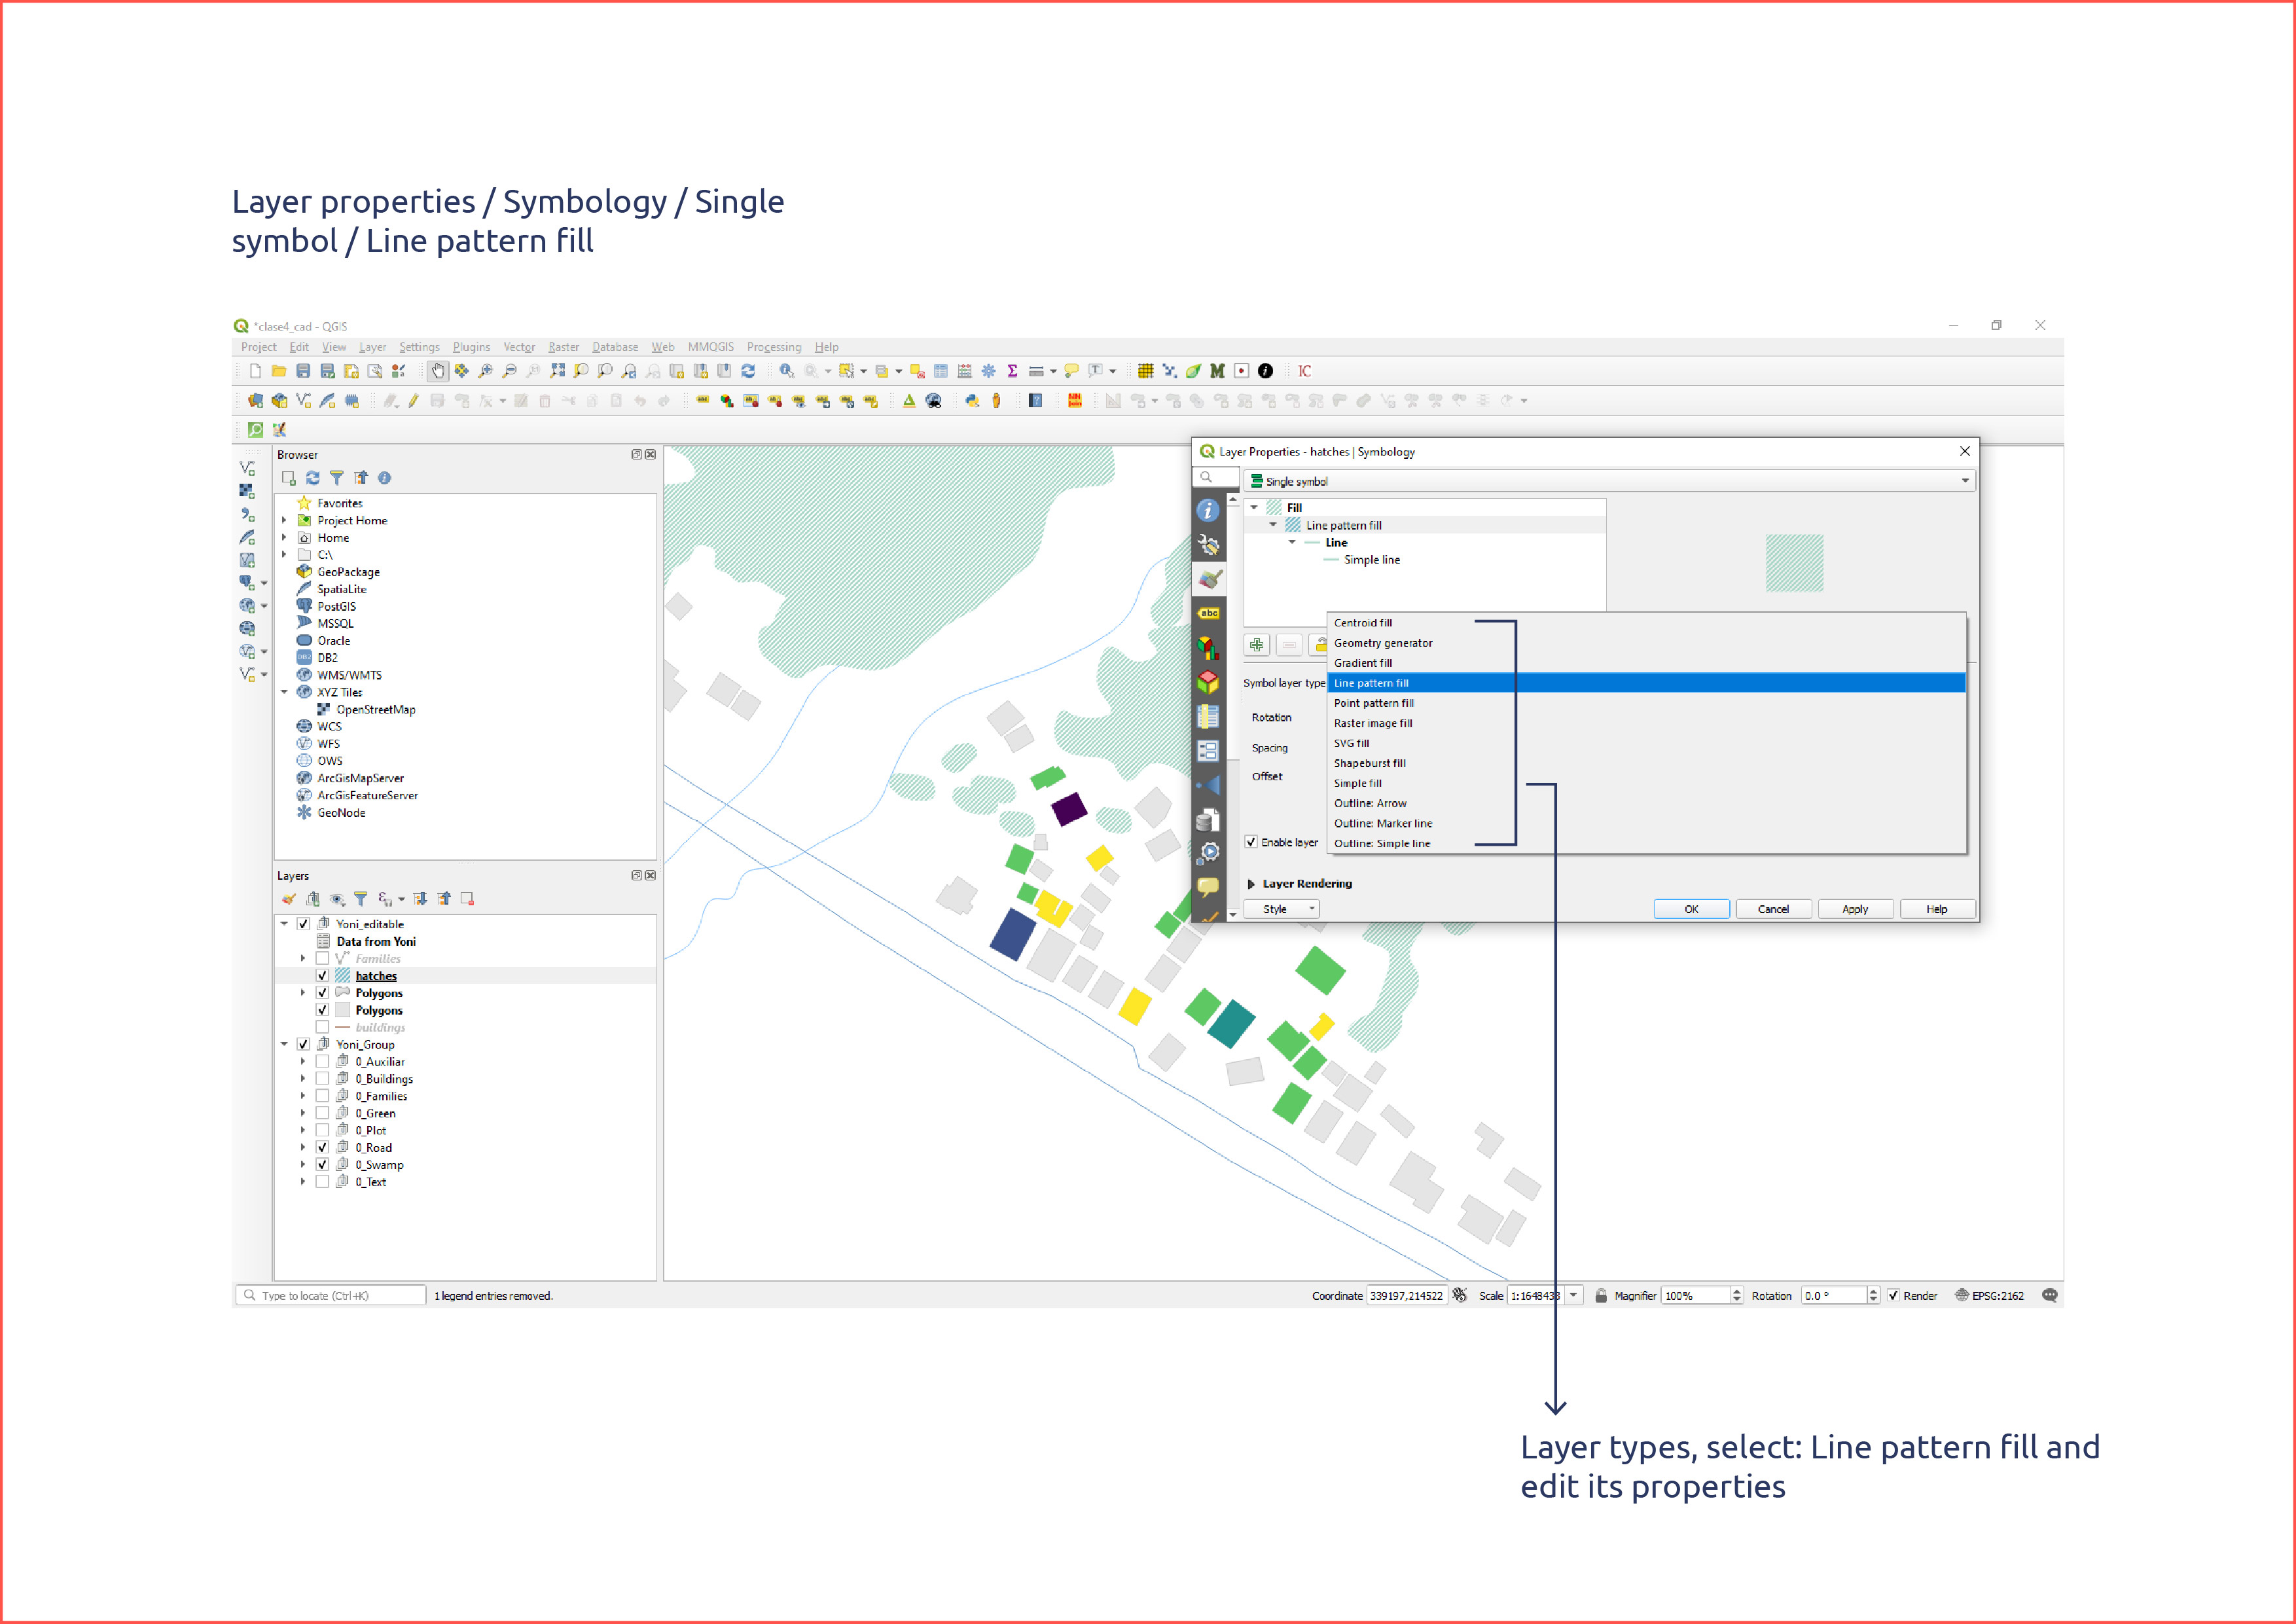 Layer properties / Symbology / Single
symbol / Line pattern fill
*clase4_cad - QGIS
Project Edit View Layer Settings Plugins Vector Raster Database Web MMQGIS Processing Help
IC
Browser
Favorites
Project Home
Home
C:\
GeoPackage
SpatiaLite
PostGIS
MSSQL
Oracle
DB2
WMS/WMTS
XYZ Tiles
OpenStreetMap
WCS
WFS
OWS
ArcGisMapServer
ArcGisFeatureServer
GeoNode
Layers
Yoni_editable
Data from Yoni
Families
hatches
Polygons
Polygons
buildings
Yoni_Group
0_Auxiliar
0_Buildings
0_Families
0_Green
0_Plot
0_Road
0_Swamp
0_Text
Layer Properties - hatches | Symbology
Single symbol
Fill
Line pattern fill
Line
Simple line
abc
Symbol layer type
Rotation
Spacing
Offset
Enable layer
Centroid fill
Geometry generator
Gradient fill
Line pattern fill
Point pattern fill
Raster image fill
SVG fill
Shapeburst fill
Simple fill
Outline: Arrow
Outline: Marker line
Outline: Simple line
Layer Rendering
Style OK Cancel Apply Help
Type to locate (Ctrl+K) 1 legend entries removed. Coordinate 339197,214522 Scale 1:1648433 Magnifier 100% Rotation 0.0 ° Render EPSG:2162
Layer types, select: Line pattern fill and
edit its properties